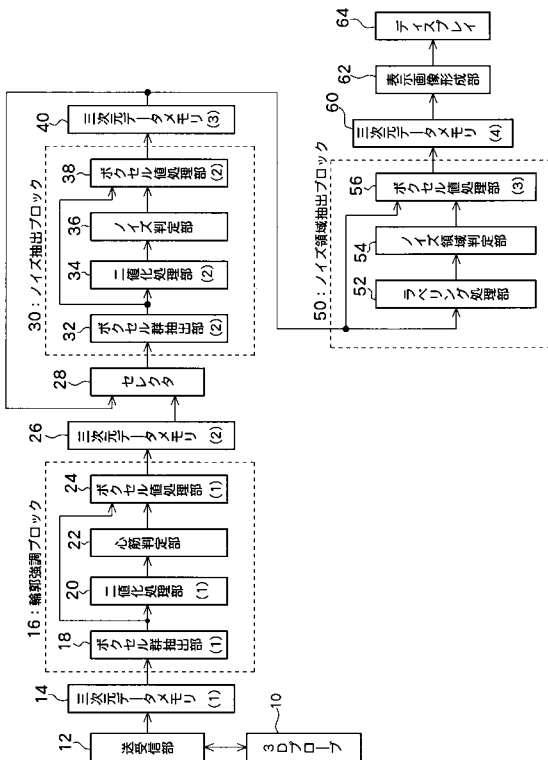 10
3Dプローブ
12
送受信部
14
三次元データメモリ
(1)
16：輪郭強調ブロック
18
ボクセル群抽出部
(1)
20
二値化処理部
(1)
22
心筋判定部
24
ボクセル値処理部
(1)
26
三次元データメモリ
(2)
28
セレクタ
30：ノイズ抽出ブロック
32
ボクセル群抽出部
(2)
34
二値化処理部
(2)
36
ノイズ判定部
38
ボクセル値処理部
(2)
40
三次元データメモリ
(3)
50：ノイズ領域抽出ブロック
52
ラベリング処理部
54
ノイズ領域判定部
56
ボクセル値処理部
(3)
60
三次元データメモリ
(4)
62
表示画像形成部
64
ディスプレイ